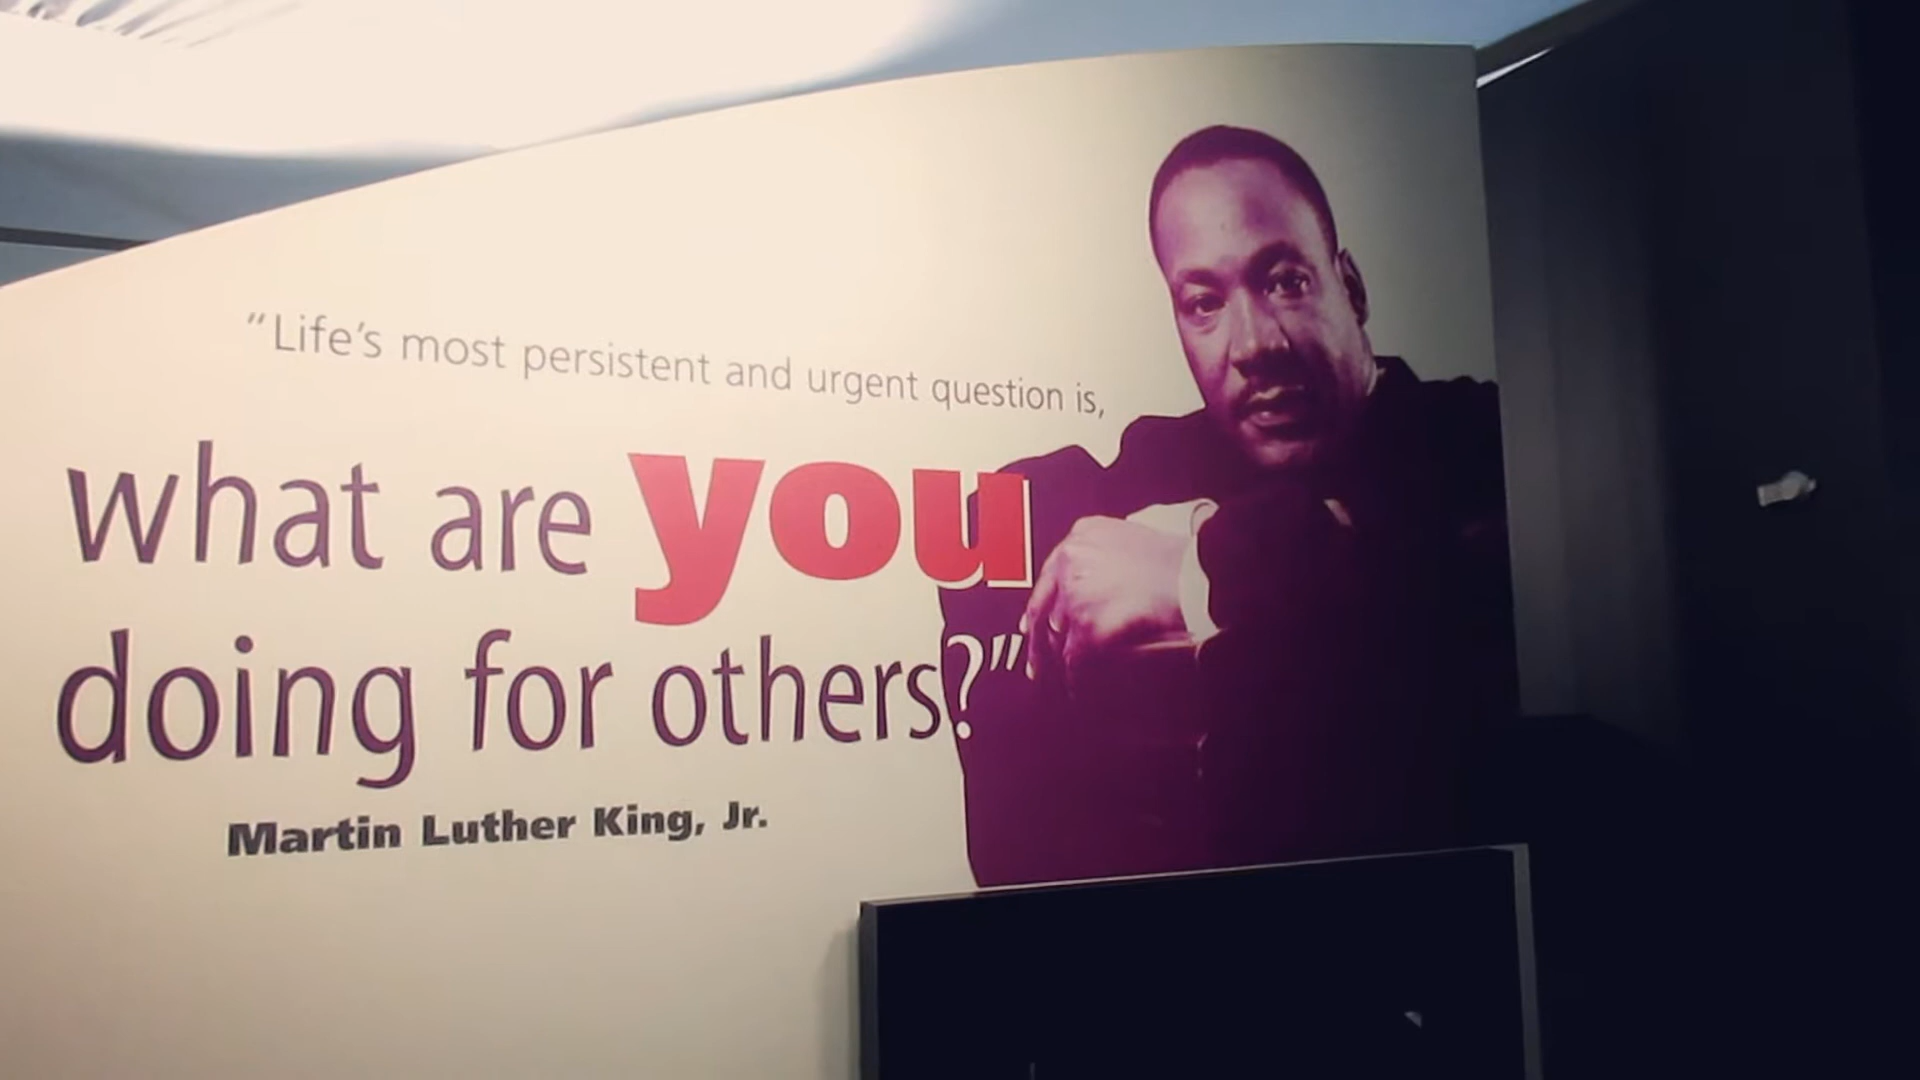 "Life's most persistent and urgent question is,
what are you
doing for others?"
Martin Luther King, Jr.